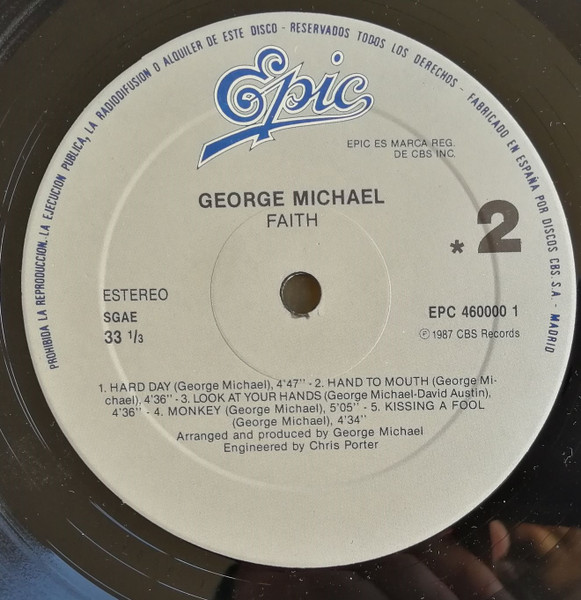 PROHIBIDA LA REPRODUCCION. LA EJECUCION PUBLICA, LA RADIODIFUSION O ALQUILER DE ESTE DISCO - RESERVADOS TODOS LOS DERECHOS - FABRICADO EN ESPAÑA POR DISCOS CBS S.A. - MADRID
Epic
EPIC ES MARCA REG.
DE CBS INC.
GEORGE MICHAEL
FAITH
* 2
ESTEREO
SGAE
33 1/3
EPC 460000 1
℗ 1987 CBS Records
1. HARD DAY (George Michael), 4'47'' - 2. HAND TO MOUTH (George Mi-
chael), 4'36'' - 3. LOOK AT YOUR HANDS (George Michael-David Austin),
4'36'' - 4. MONKEY (George Michael), 5'05'' - 5. KISSING A FOOL
(George Michael), 4'34''
Arranged and produced by George Michael
Engineered by Chris Porter